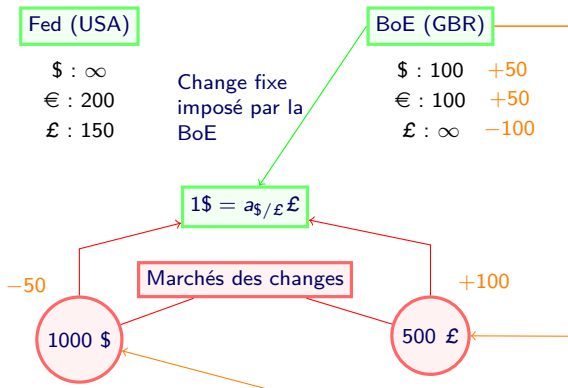 Fed (USA)
$ : ∞
€ : 200
£ : 150
Change fixe
imposé par la
BoE
BoE (GBR)
$ : 100 +50
€ : 100 +50
£ : ∞ −100
1$ = a$/££
Marchés des changes
−50
1000 $
+100
500 £